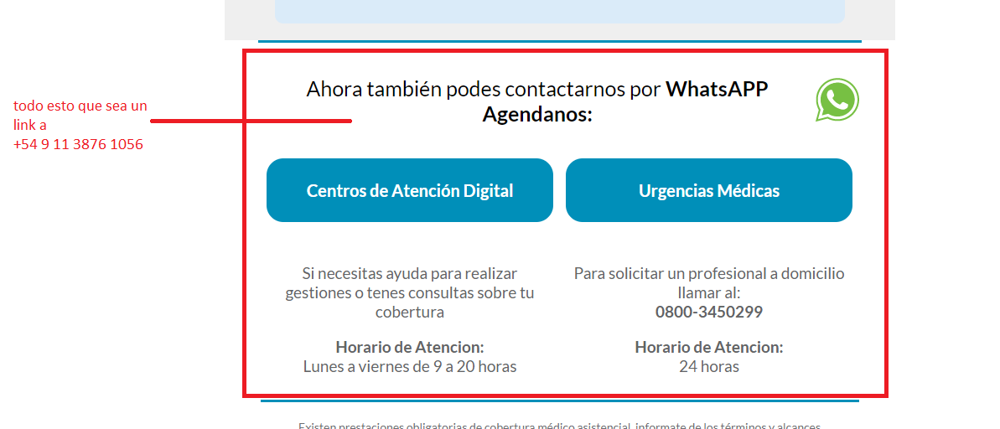 todo esto que sea un
link a
+54 9 11 3876 1056
Ahora también podes contactarnos por WhatsAPP
Agendanos:
Centros de Atención Digital
Si necesitas ayuda para realizar
gestiones o tenes consultas sobre tu
cobertura
Horario de Atencion:
Lunes a viernes de 9 a 20 horas
Urgencias Médicas
Para solicitar un profesional a domicilio
llamar al:
0800-3450299
Horario de Atencion:
24 horas
Existen prestaciones obligatorias de cobertura médico asistencial, informate de los términos y alcances